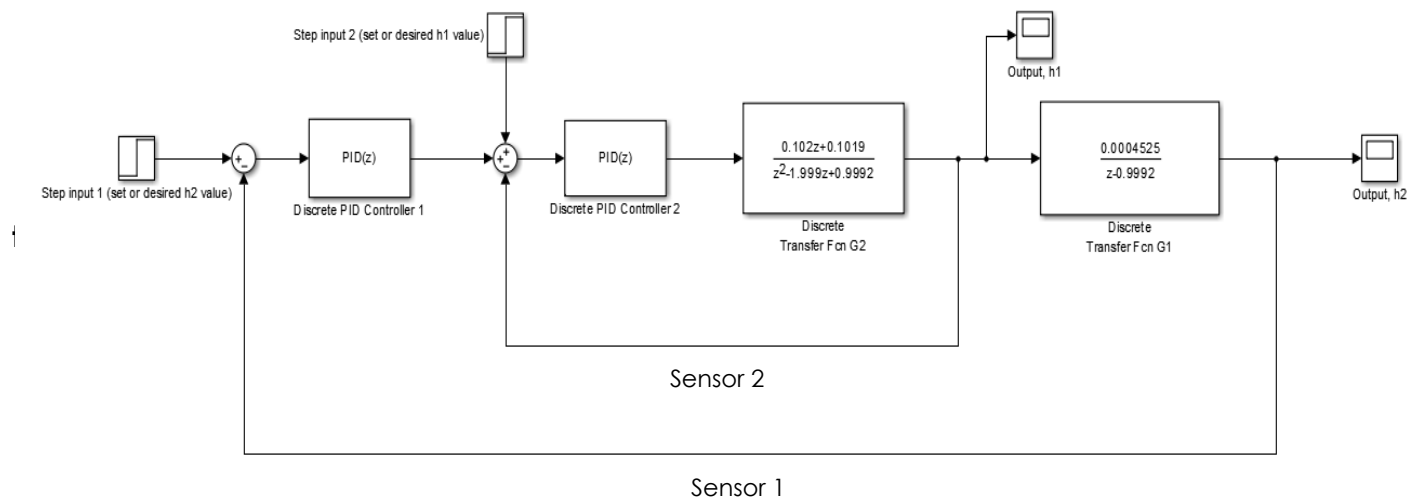 Step input 2 (set or desired h1 value)
Output, h1
PID(z)
PID(z)
0.102z+0.1019
z²-1.999z+0.9992
0.0004525
z-0.9992
Step input 1 (set or desired h2 value)
Discrete PID Controller 1
Discrete PID Controller 2
Discrete
Transfer Fcn G2
Discrete
Transfer Fcn G1
Output, h2
Sensor 2
Sensor 1